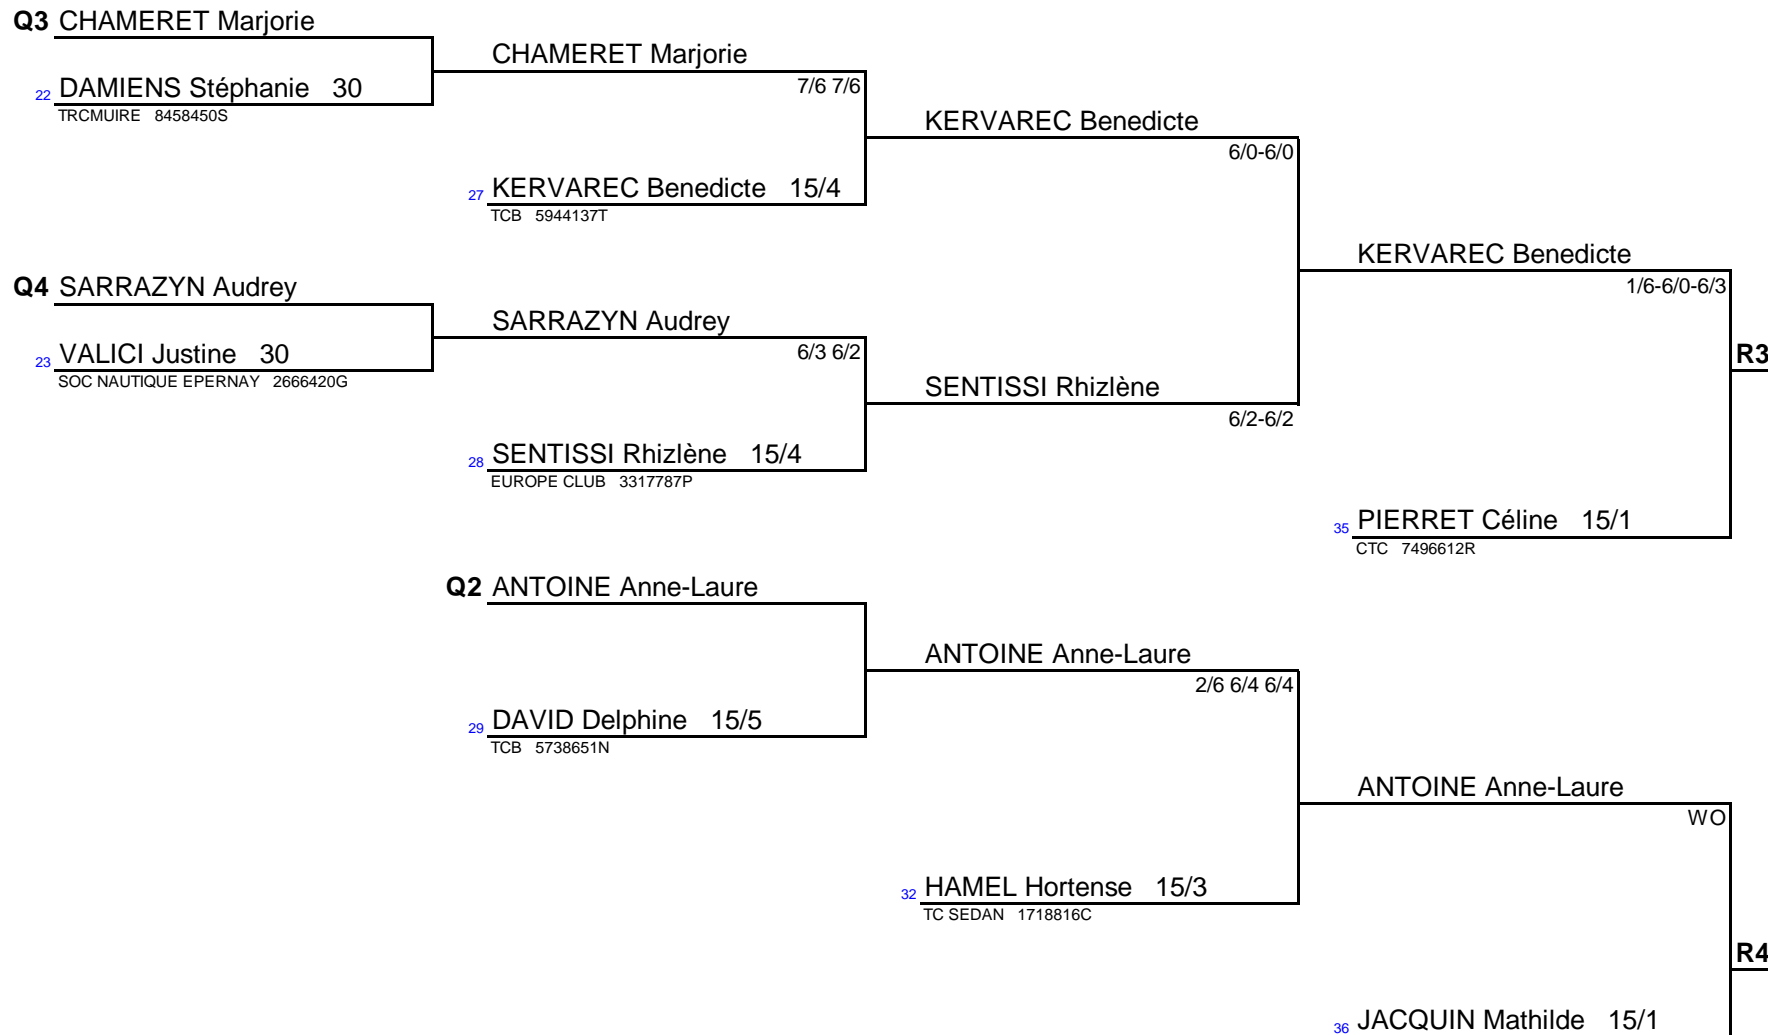 Q3 CHAMERET Marjorie
CHAMERET Marjorie
7/6 7/6
22 DAMIENS Stéphanie 30
TRCMUIRE 8458450S
KERVAREC Benedicte
6/0-6/0
27 KERVAREC Benedicte 15/4
TCB 5944137T
KERVAREC Benedicte
1/6-6/0-6/3
Q4 SARRAZYN Audrey
SARRAZYN Audrey
6/3 6/2
23 VALICI Justine 30
SOC NAUTIQUE EPERNAY 2666420G
R3
SENTISSI Rhizlène
6/2-6/2
28 SENTISSI Rhizlène 15/4
EUROPE CLUB 3317787P
35 PIERRET Céline 15/1
CTC 7496612R
Q2 ANTOINE Anne-Laure
ANTOINE Anne-Laure
2/6 6/4 6/4
29 DAVID Delphine 15/5
TCB 5738651N
ANTOINE Anne-Laure
WO
32 HAMEL Hortense 15/3
TC SEDAN 1718816C
R4
36 JACQUIN Mathilde 15/1